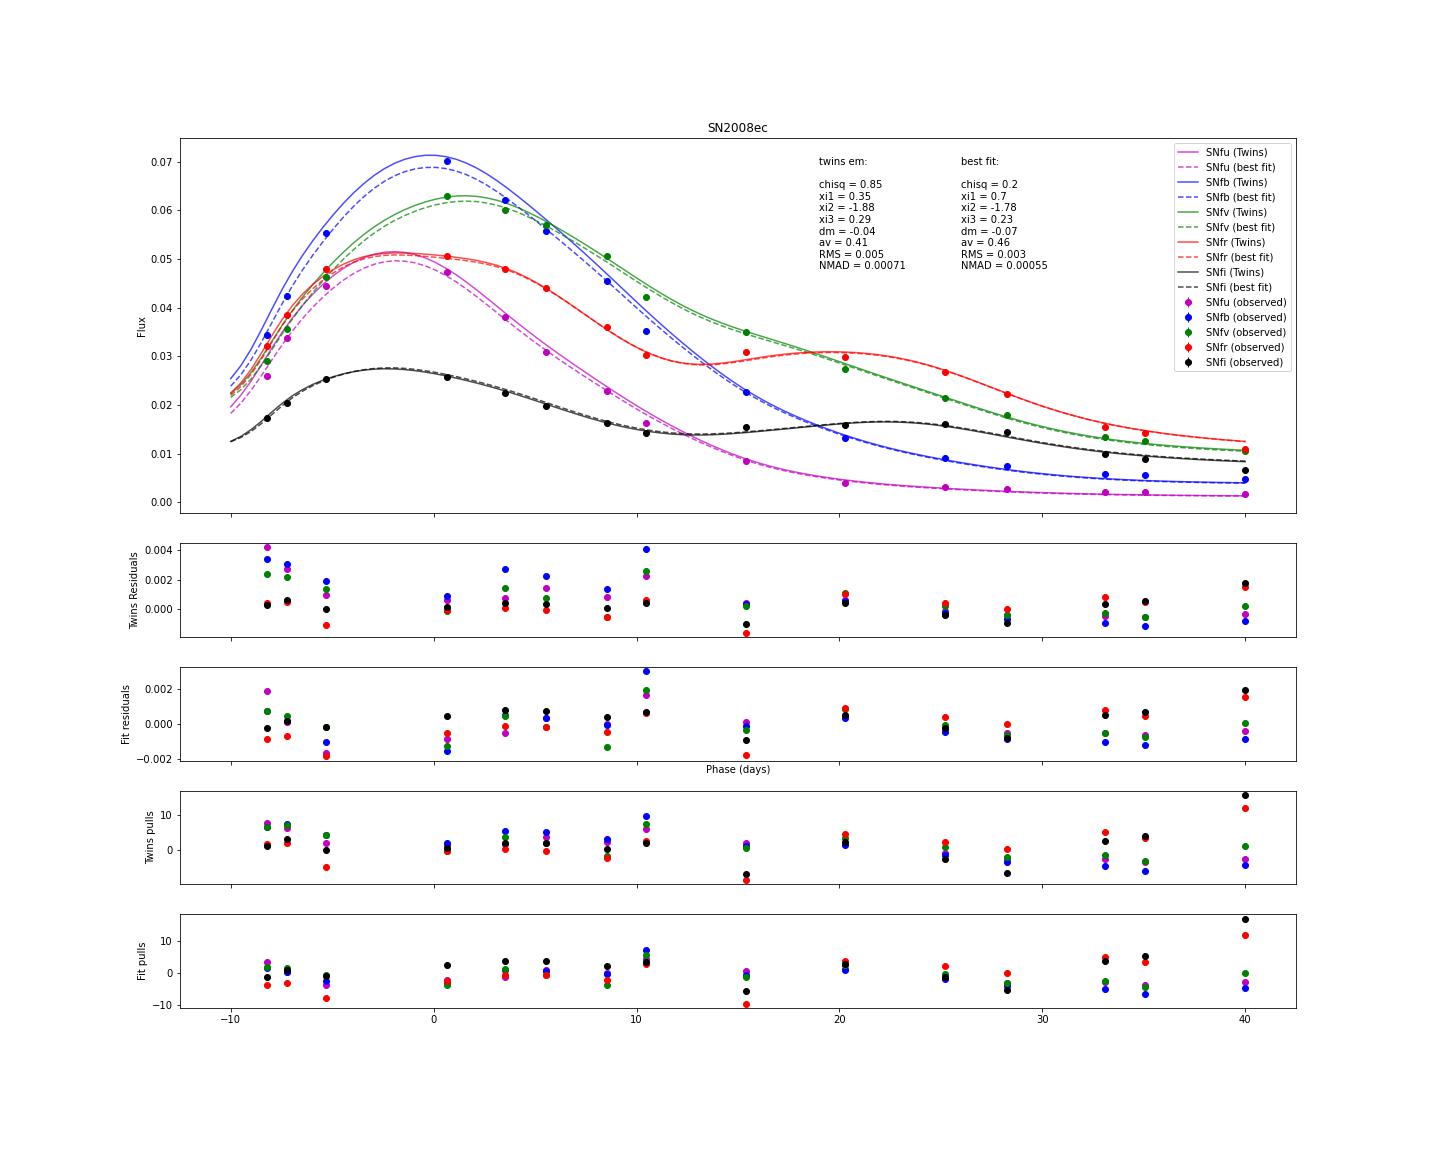 SN2008ec
Flux
0.07
0.06
0.05
0.04
0.03
0.02
0.01
0.00
twins em:
chisq = 0.85
xi1 = 0.35
xi2 = -1.88
xi3 = 0.29
dm = -0.04
av = 0.41
RMS = 0.005
NMAD = 0.00071
best fit:
chisq = 0.2
xi1 = 0.7
xi2 = -1.78
xi3 = 0.23
dm = -0.07
av = 0.46
RMS = 0.003
NMAD = 0.00055
SNfu (Twins)
SNfu (best fit)
SNfb (Twins)
SNfb (best fit)
SNfv (Twins)
SNfv (best fit)
SNfr (Twins)
SNfr (best fit)
SNfi (Twins)
SNfi (best fit)
SNfu (observed)
SNfb (observed)
SNfv (observed)
SNfr (observed)
SNfi (observed)
Twins Residuals
0.004
0.002
0.000
Fit residuals
0.002
0.000
−0.002
Phase (days)
Twins pulls
10
0
Fit pulls
10
0
−10
−10 0 10 20 30 40